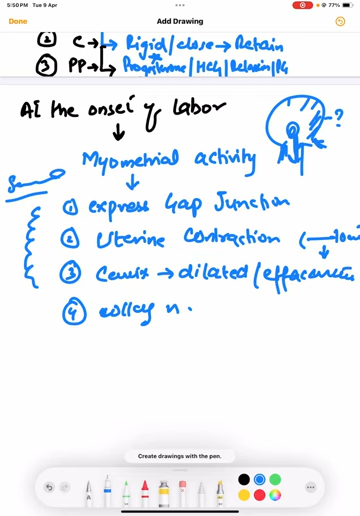 5:50 PM Tue 9 Apr
77%
Done Add Drawing
② C → Rigid/close → Retain
③ PP → Progesterone/HCG/Relaxin/PG
At the onset of labor
Myometrial activity
① express Gap Junction
② Uterine Contraction
③ Cervix → dilated/effacement
④ collag n.
?
Create drawings with the pen.